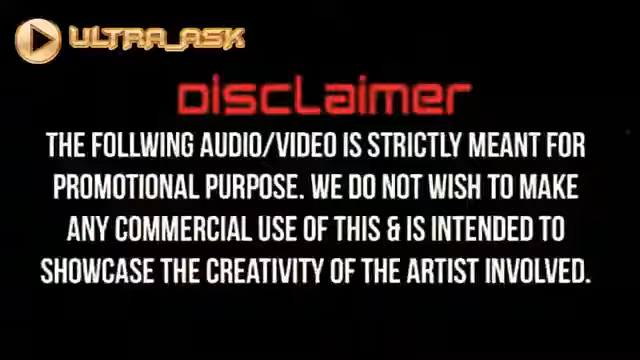 ULTRA_ASK
DiscLaimer
THE FOLLWING AUDIO/VIDEO IS STRICTLY MEANT FOR
PROMOTIONAL PURPOSE. WE DO NOT WISH TO MAKE
ANY COMMERCIAL USE OF THIS & IS INTENDED TO
SHOWCASE THE CREATIVITY OF THE ARTIST INVOLVED.